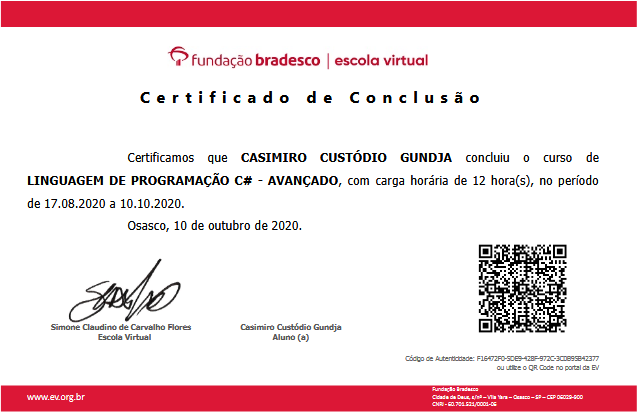 fundação bradesco | escola virtual
Certificado de Conclusão
Certificamos que CASIMIRO CUSTÓDIO GUNDJA concluiu o curso de
LINGUAGEM DE PROGRAMAÇÃO C# - AVANÇADO, com carga horária de 12 hora(s), no período
de 17.08.2020 a 10.10.2020.
Osasco, 10 de outubro de 2020.
Simone Claudino de Carvalho Flores
Escola Virtual
Casimiro Custódio Gundja
Aluno (a)
Código de Autenticidade: F16472F0-5DE9-428F-972C-3CDB95B42377
ou utilize o QR Code no portal da EV
www.ev.org.br
Fundação Bradesco
Cidade de Deus, s/nº – Vila Yara – Osasco – SP – CEP 06029-900
CNPJ - 60.701.521/0001-06